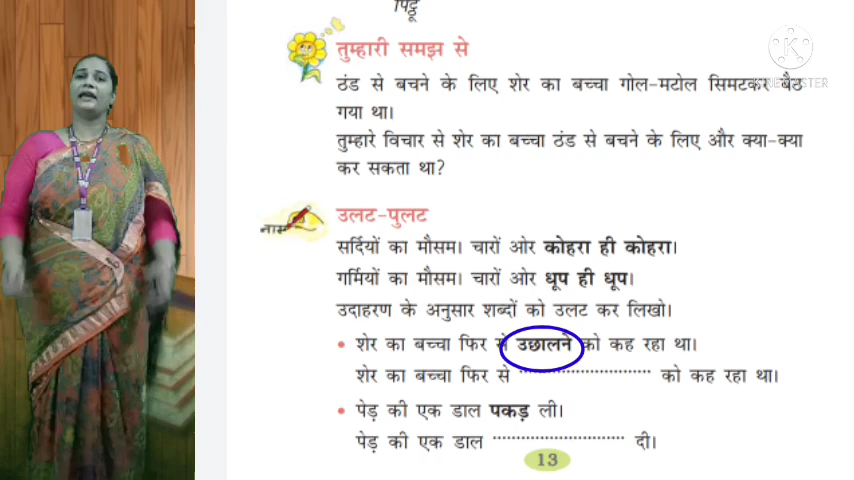 पिट्ठू
तुम्हारी समझ से
ठंड से बचने के लिए शेर का बच्चा गोल-मटोल सिमटकर बैठ
गया था।
तुम्हारे विचार से शेर का बच्चा ठंड से बचने के लिए और क्या-क्या
कर सकता था?
उलट-पुलट
सर्दियों का मौसम। चारों ओर कोहरा ही कोहरा।
गर्मियों का मौसम। चारों ओर धूप ही धूप।
उदाहरण के अनुसार शब्दों को उलट कर लिखो।
• शेर का बच्चा फिर से उछालने को कह रहा था।
शेर का बच्चा फिर से .............................. को कह रहा था।
• पेड़ की एक डाल पकड़ ली।
पेड़ की एक डाल .............................. दी।
13